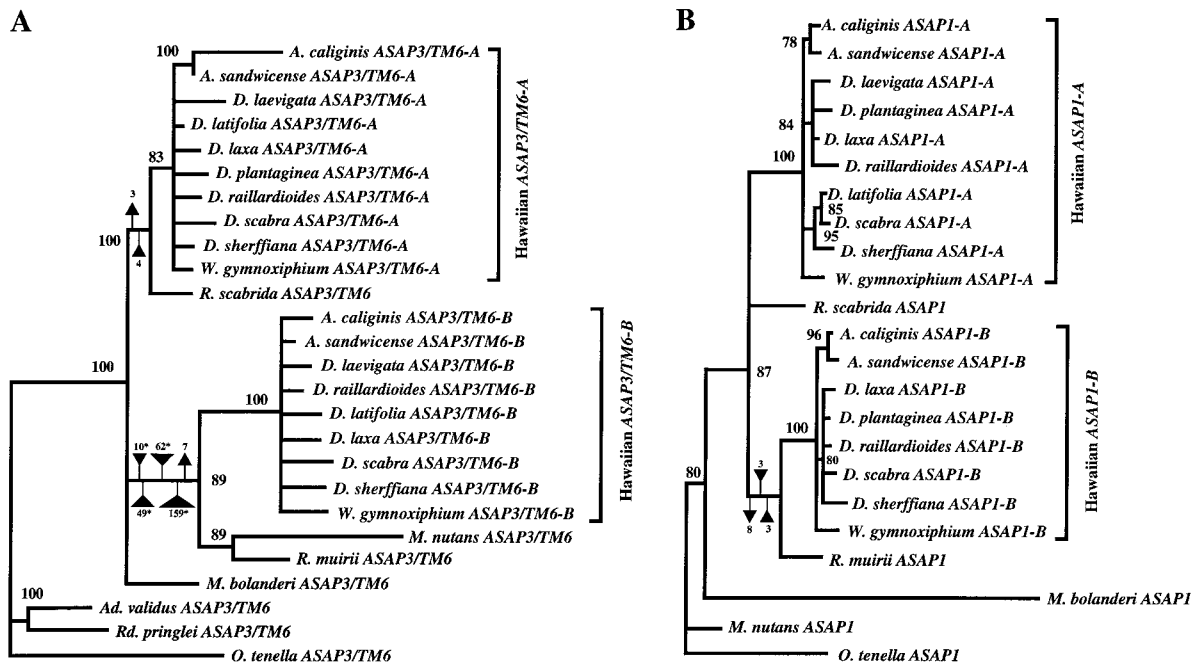 A
100
A. caliginis ASAP3/TM6-A
A. sandwicense ASAP3/TM6-A
D. laevigata ASAP3/TM6-A
D. latifolia ASAP3/TM6-A
D. laxa ASAP3/TM6-A
83
D. plantaginea ASAP3/TM6-A
D. raillardioides ASAP3/TM6-A
3
D. scabra ASAP3/TM6-A
100
D. sherffiana ASAP3/TM6-A
4
W. gymnoxiphium ASAP3/TM6-A
R. scabrida ASAP3/TM6
Hawaiian ASAP3/TM6-A
A. caliginis ASAP3/TM6-B
A. sandwicense ASAP3/TM6-B
D. laevigata ASAP3/TM6-B
100
D. raillardioides ASAP3/TM6-B
100
D. latifolia ASAP3/TM6-B
D. laxa ASAP3/TM6-B
10* 62* 7
D. scabra ASAP3/TM6-B
89
D. sherffiana ASAP3/TM6-B
49* 159*
W. gymnoxiphium ASAP3/TM6-B
Hawaiian ASAP3/TM6-B
89
M. nutans ASAP3/TM6
R. muirii ASAP3/TM6
M. bolanderi ASAP3/TM6
100
Ad. validus ASAP3/TM6
Rd. pringlei ASAP3/TM6
O. tenella ASAP3/TM6
B
A. caliginis ASAP1-A
78
A. sandwicense ASAP1-A
D. laevigata ASAP1-A
D. plantaginea ASAP1-A
84
D. laxa ASAP1-A
100
D. raillardioides ASAP1-A
D. latifolia ASAP1-A
85
D. scabra ASAP1-A
95
D. sherffiana ASAP1-A
W. gymnoxiphium ASAP1-A
Hawaiian ASAP1-A
R. scabrida ASAP1
96
A. caliginis ASAP1-B
A. sandwicense ASAP1-B
87
D. laxa ASAP1-B
D. plantaginea ASAP1-B
100
D. raillardioides ASAP1-B
80
D. scabra ASAP1-B
3
D. sherffiana ASAP1-B
8 3
W. gymnoxiphium ASAP1-B
Hawaiian ASAP1-B
80
R. muirii ASAP1
M. bolanderi ASAP1
M. nutans ASAP1
O. tenella ASAP1